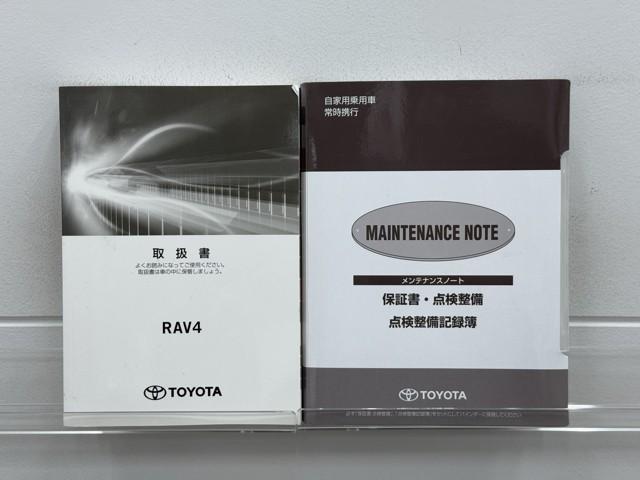 取扱書
よくお読みになってご使用ください。
取扱書は車の中に保管しましょう。
RAV4
TOYOTA
自家用乗用車
常時携行
MAINTENANCE NOTE
メンテナンスノート
保証書・点検整備
点検整備記録簿
TOYOTA